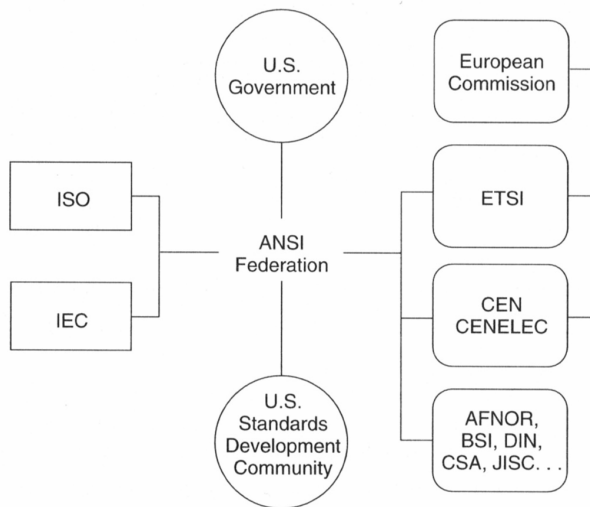 U.S.
Government
European
Commission
ISO
ETSI
ANSI
Federation
IEC
CEN
CENELEC
U.S.
Standards
Development
Community
AFNOR,
BSI, DIN,
CSA, JISC. . .